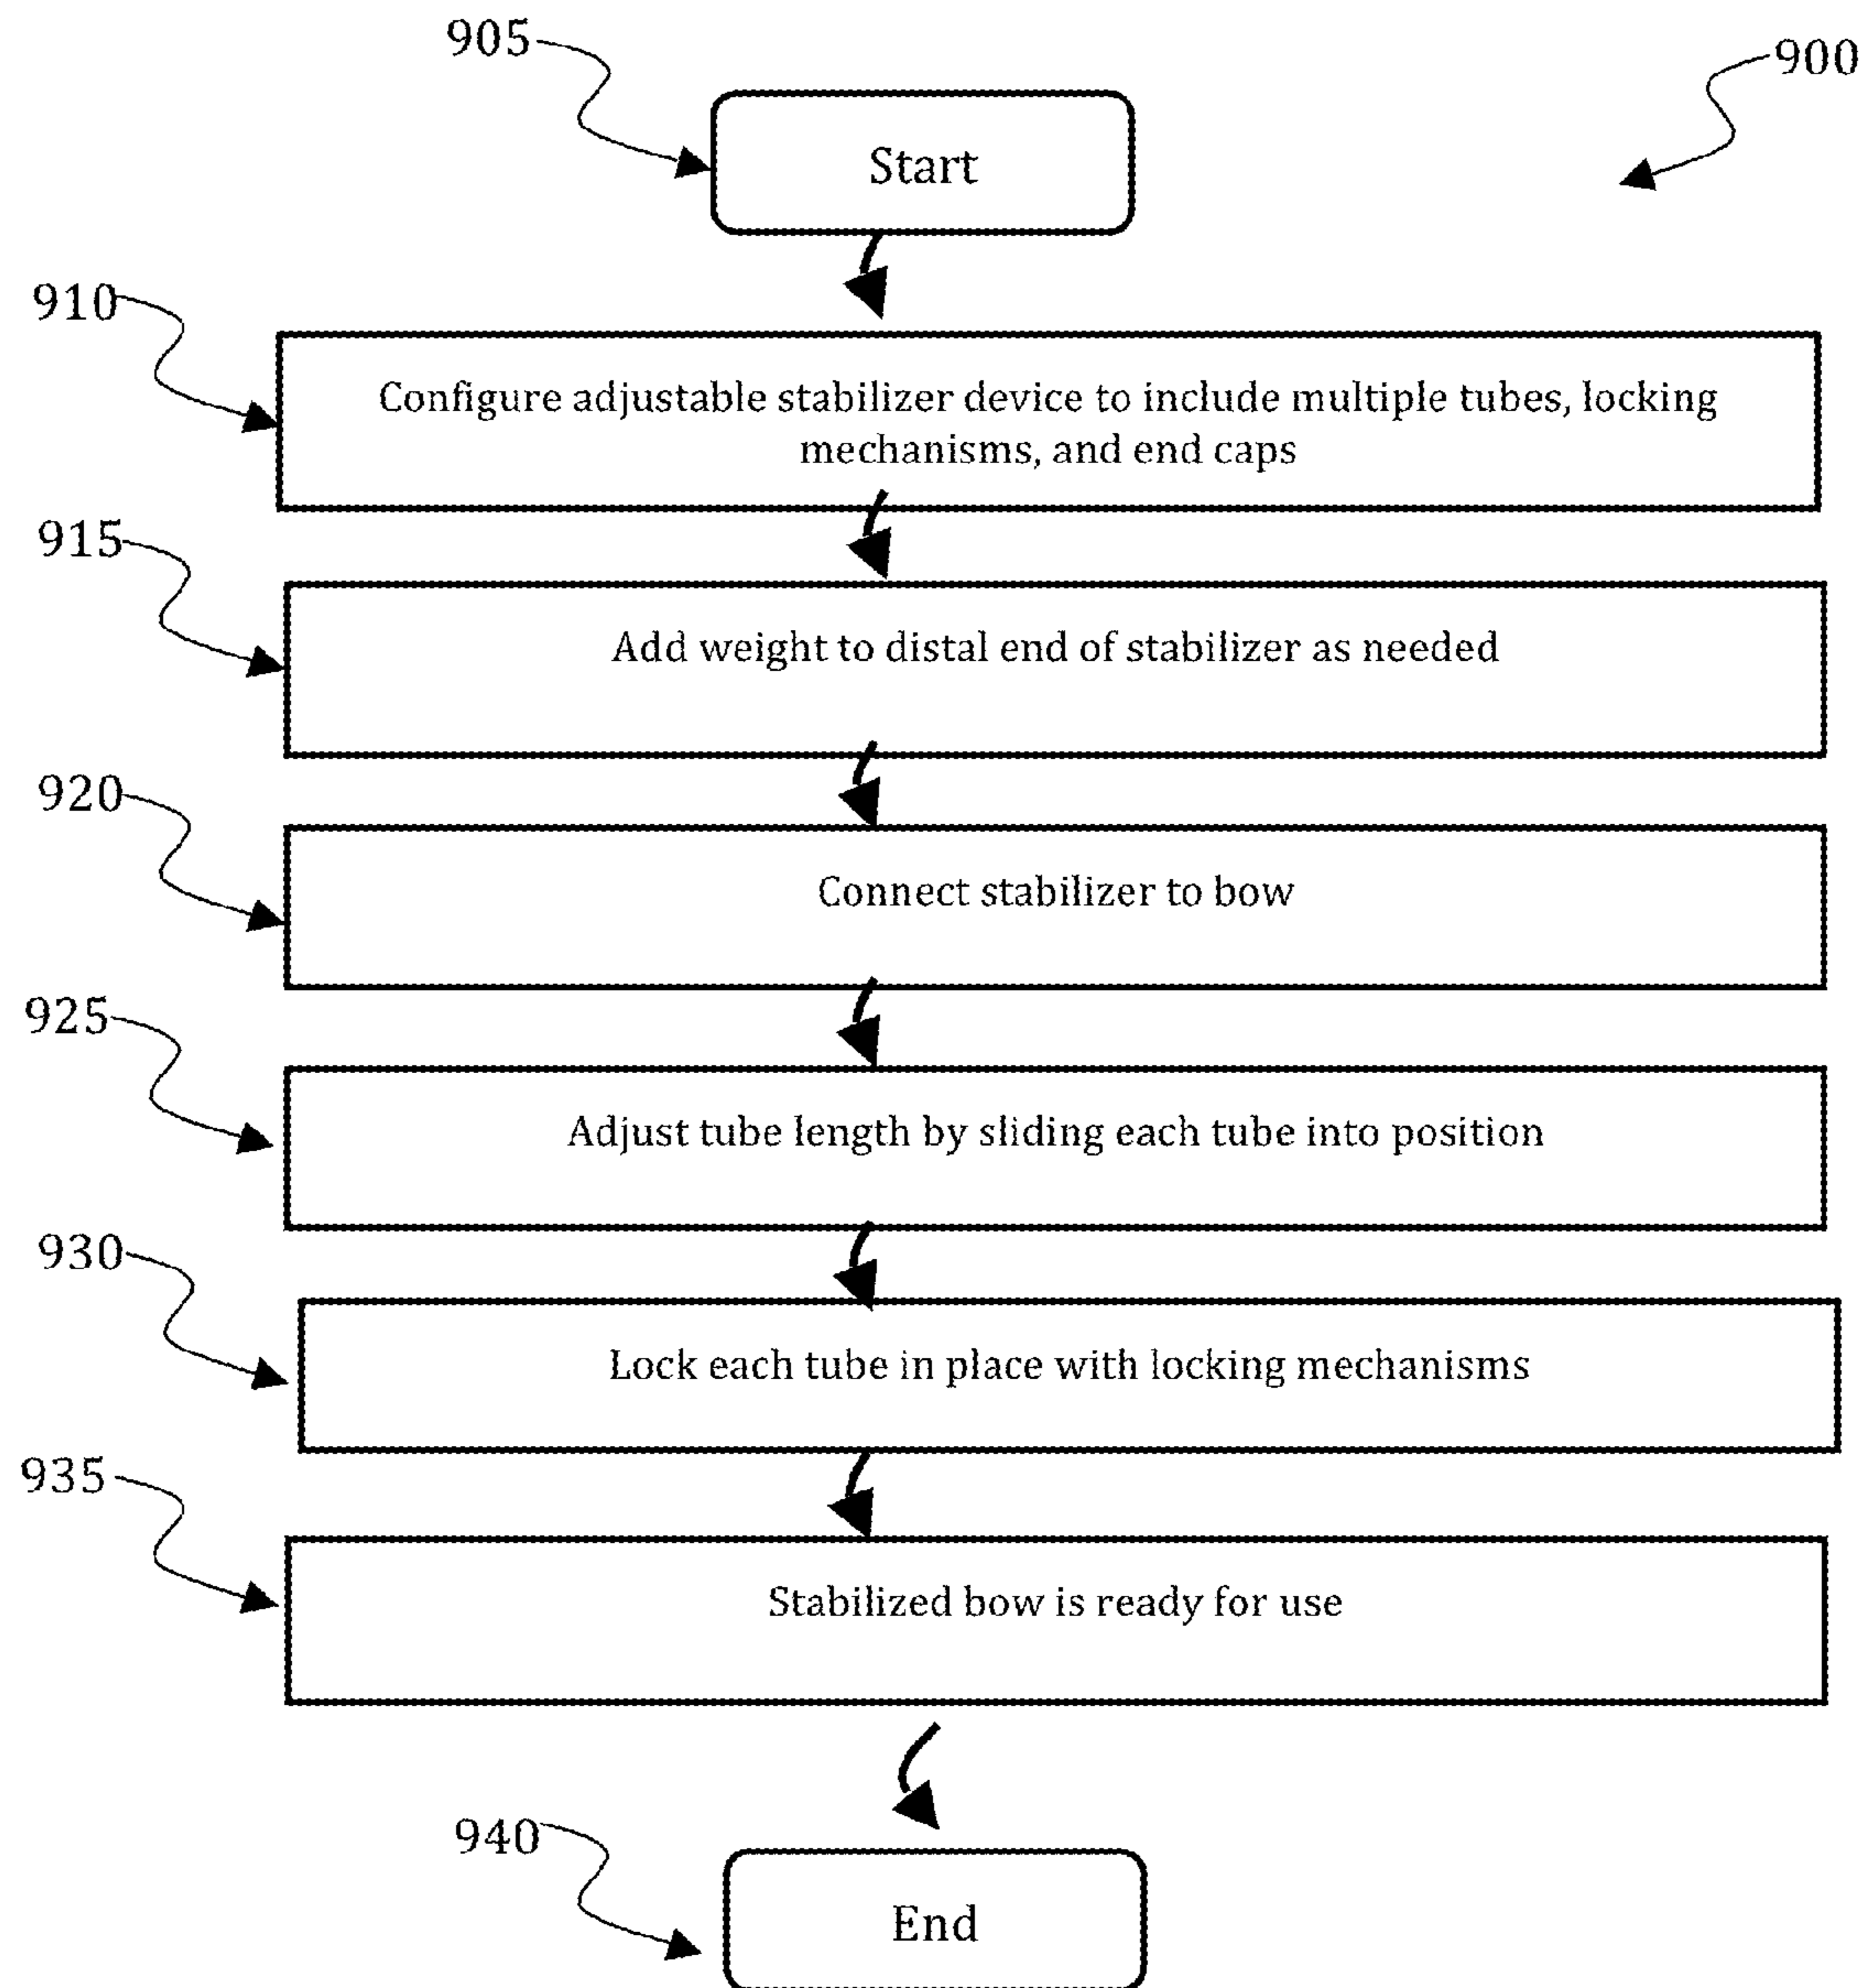 905
900
Start
910
Configure adjustable stabilizer device to include multiple tubes, locking
mechanisms, and end caps
915
Add weight to distal end of stabilizer as needed
920
Connect stabilizer to bow
925
Adjust tube length by sliding each tube into position
930
Lock each tube in place with locking mechanisms
935
Stabilized bow is ready for use
940
End